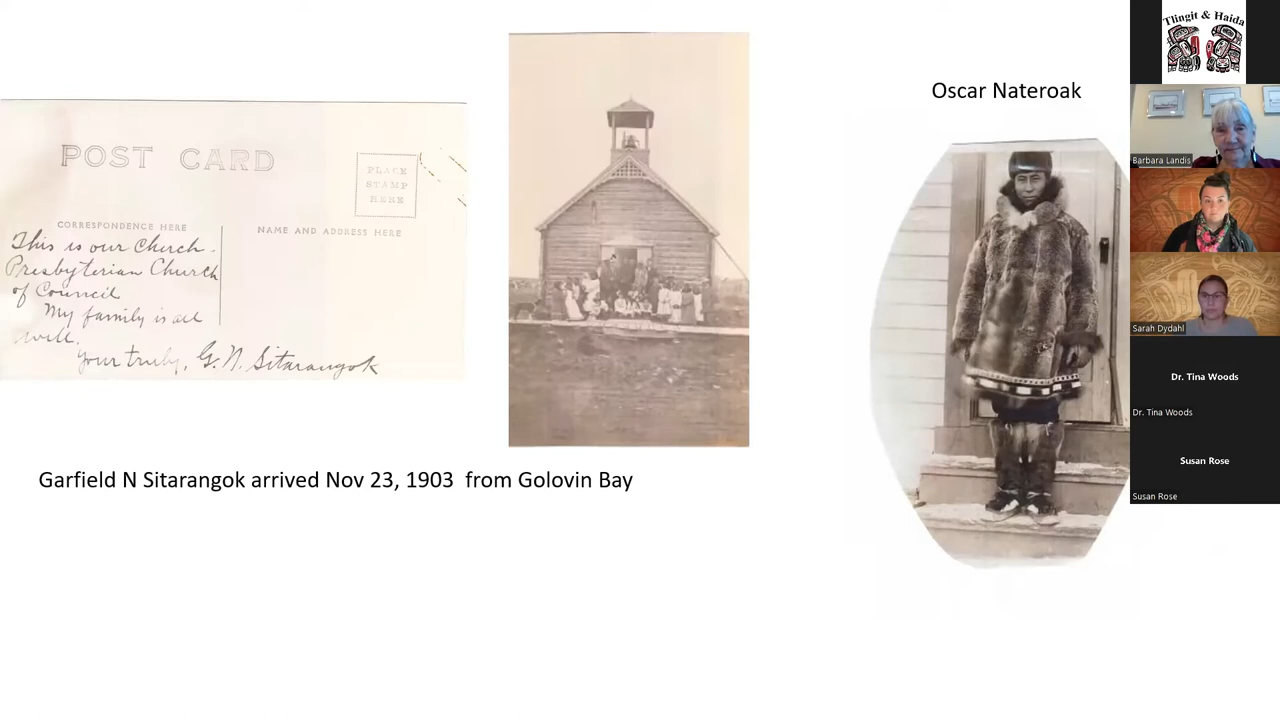 POST CARD
PLACE
STAMP
HERE
CORRESPONDENCE HERE
NAME AND ADDRESS HERE
This is our Church.
Presbyterian Church
of Council
My family is all
well.
Your truly, G. N. Sitarangok
Garfield N Sitarangok arrived Nov 23, 1903 from Golovin Bay
Oscar Nateroak
Tlingit & Haida
Barbara Landis
Sarah Dydahl
Dr. Tina Woods
Dr. Tina Woods
Susan Rose
Susan Rose